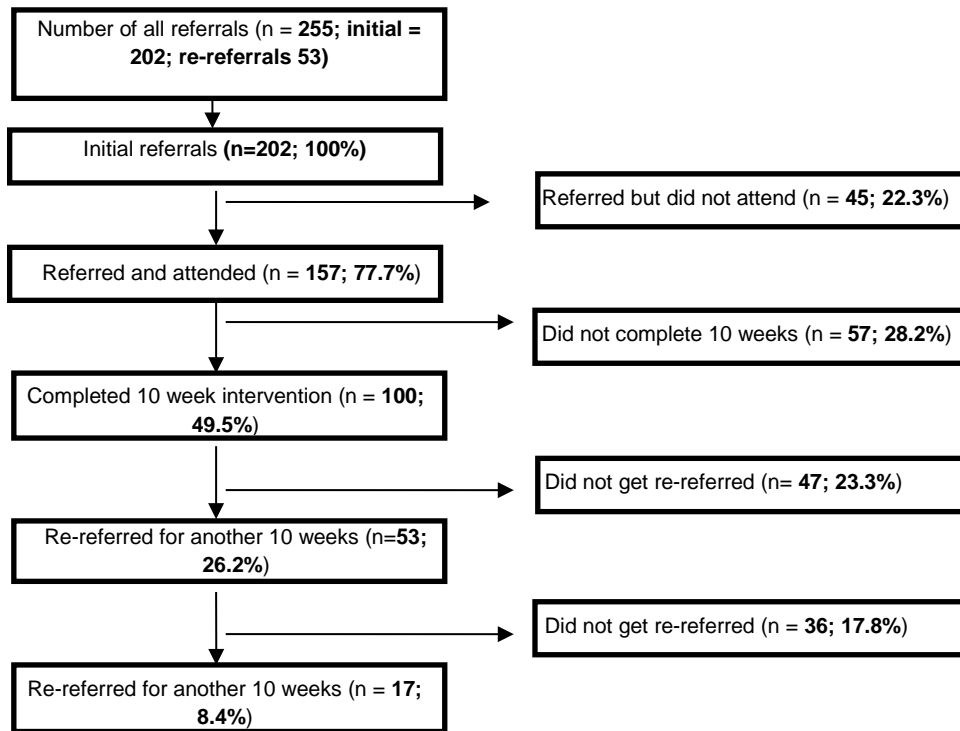 Number of all referrals (n = 255; initial =
202; re-referrals 53)
Initial referrals (n=202; 100%)
Referred but did not attend (n = 45; 22.3%)
Referred and attended (n = 157; 77.7%)
Did not complete 10 weeks (n = 57; 28.2%)
Completed 10 week intervention (n = 100;
49.5%)
Did not get re-referred (n= 47; 23.3%)
Re-referred for another 10 weeks (n=53;
26.2%)
Did not get re-referred (n = 36; 17.8%)
Re-referred for another 10 weeks (n = 17;
8.4%)